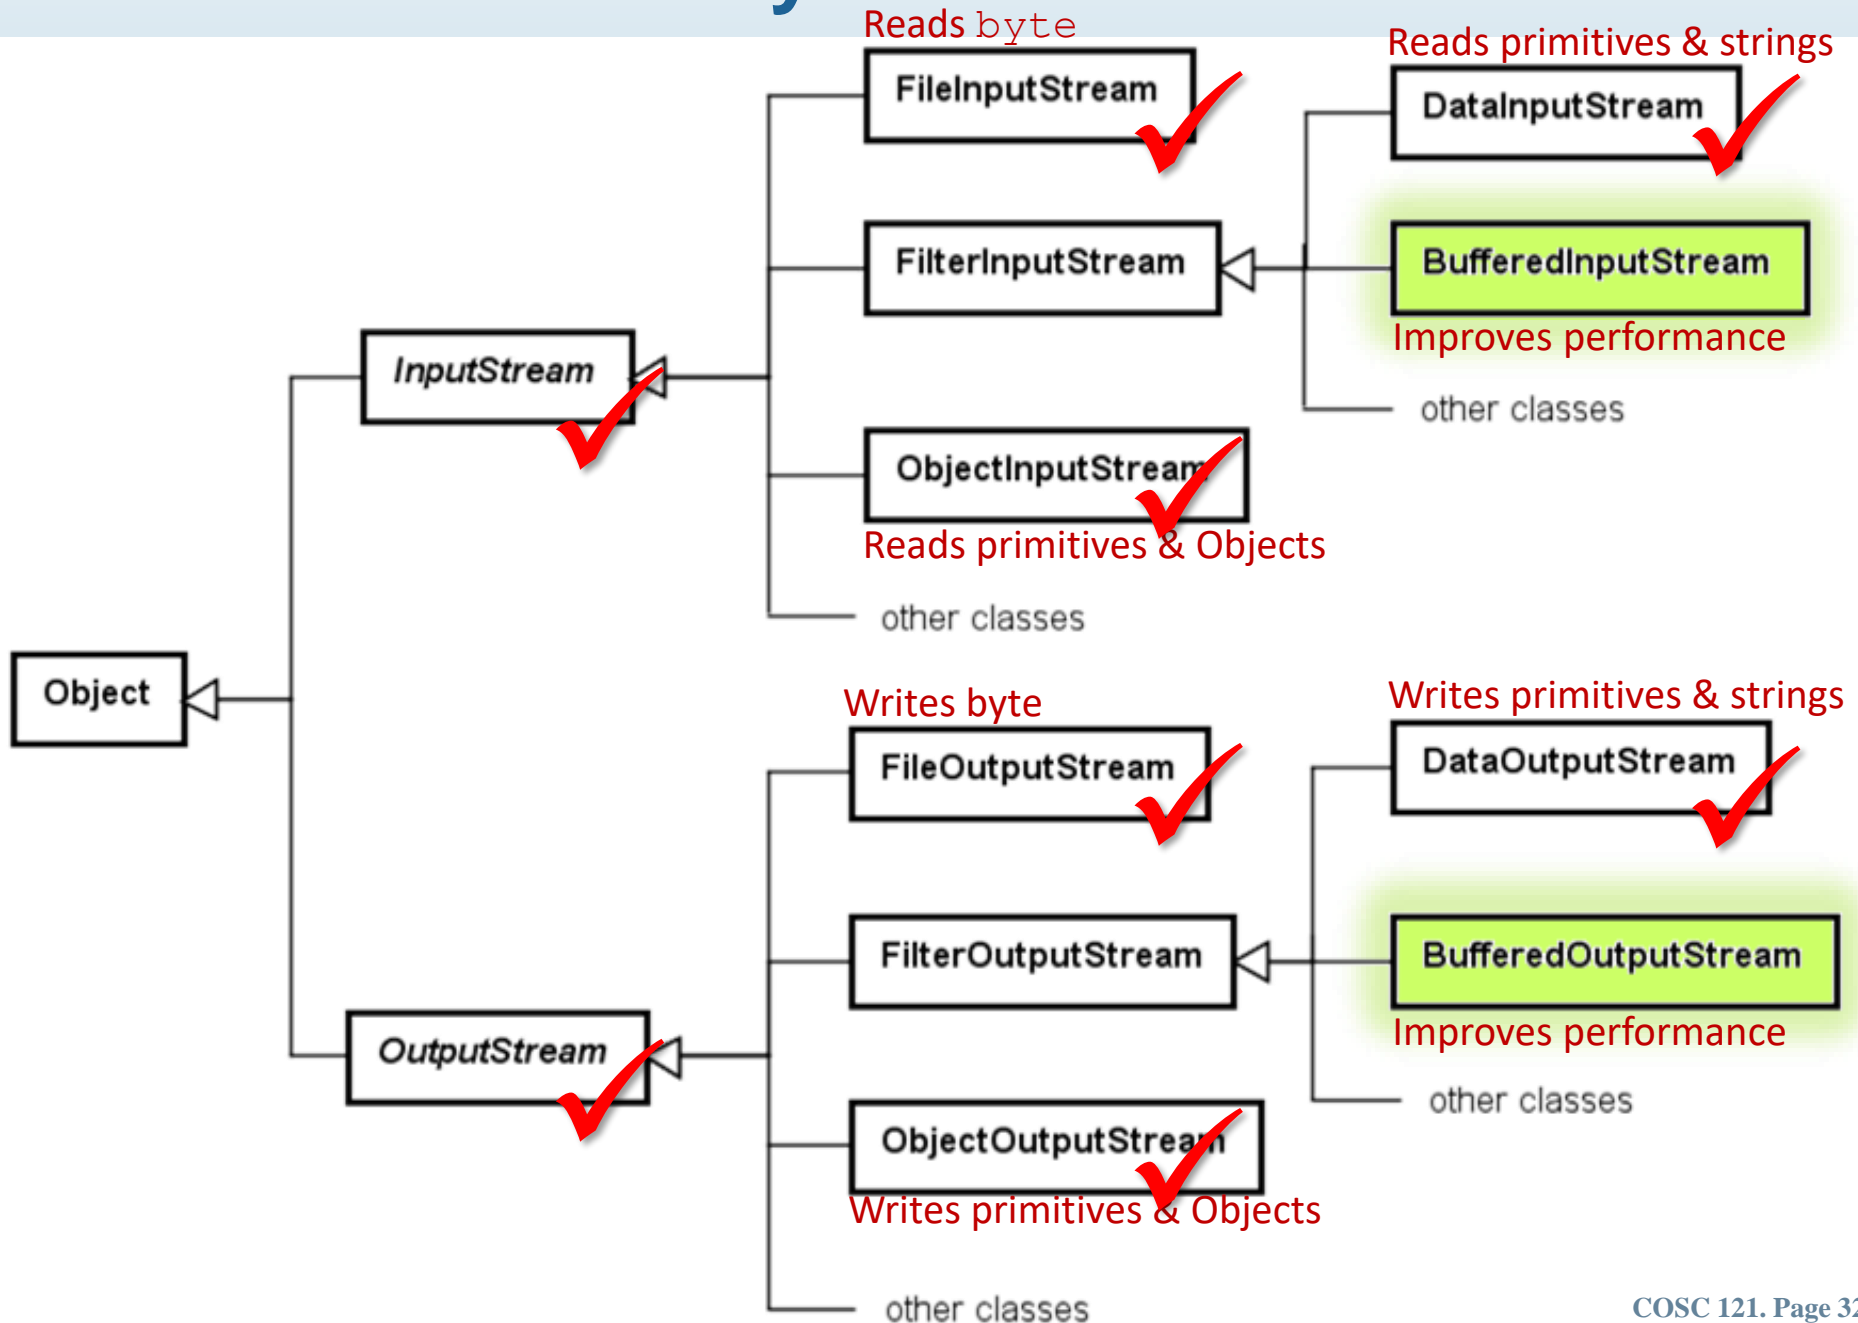 Reads byte
Reads primitives & strings
FileInputStream
DataInputStream
FilterInputStream
BufferedInputStream
Improves performance
InputStream
other classes
ObjectInputStream
Reads primitives & Objects
other classes
Object
Writes byte
Writes primitives & strings
FileOutputStream
DataOutputStream
FilterOutputStream
BufferedOutputStream
Improves performance
OutputStream
other classes
ObjectOutputStream
Writes primitives & Objects
other classes
COSC 121. Page 32